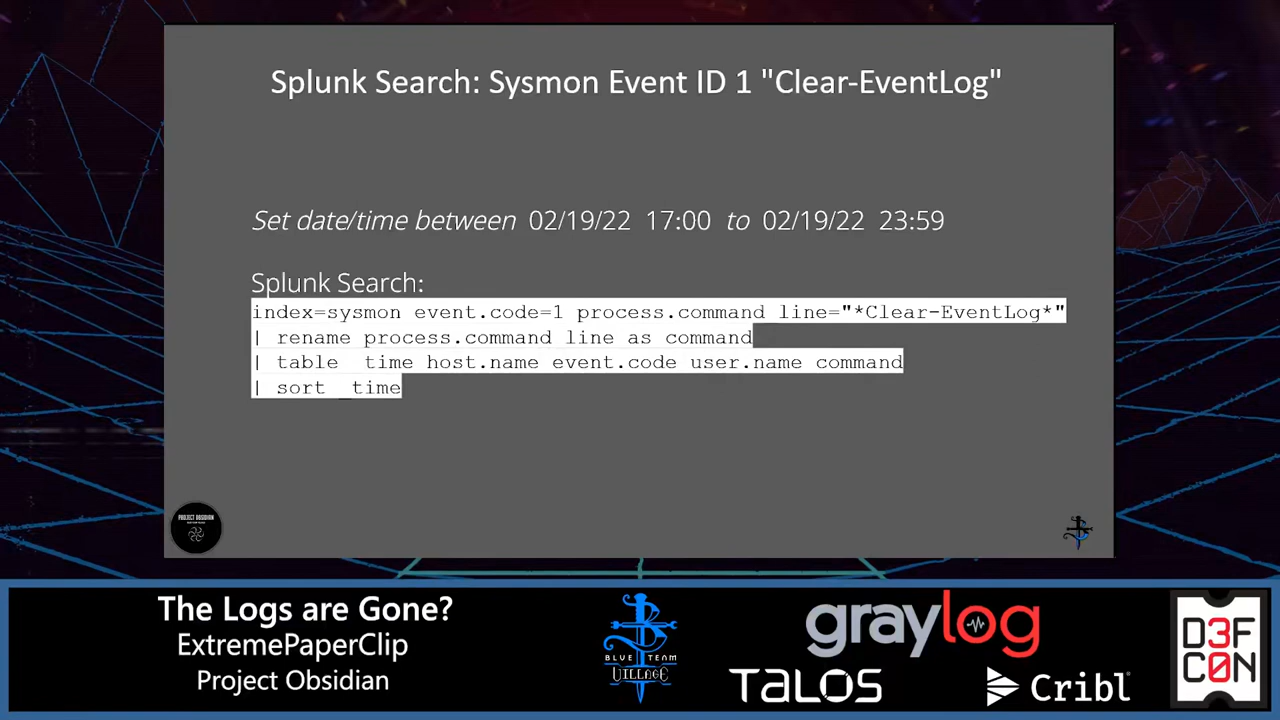 Splunk Search: Sysmon Event ID 1 "Clear-EventLog"
Set date/time between 02/19/22 17:00 to 02/19/22 23:59
Splunk Search:
index=sysmon event.code=1 process.command line="*Clear-EventLog*"
| rename process.command line as command
| table  time host.name event.code user.name command
| sort _time
PROJECT OBSIDIAN
The Logs are Gone?
ExtremePaperClip
Project Obsidian
BLUE TEAM
VILLAGE
graylog
TALOS
Cribl
D3F
C0N